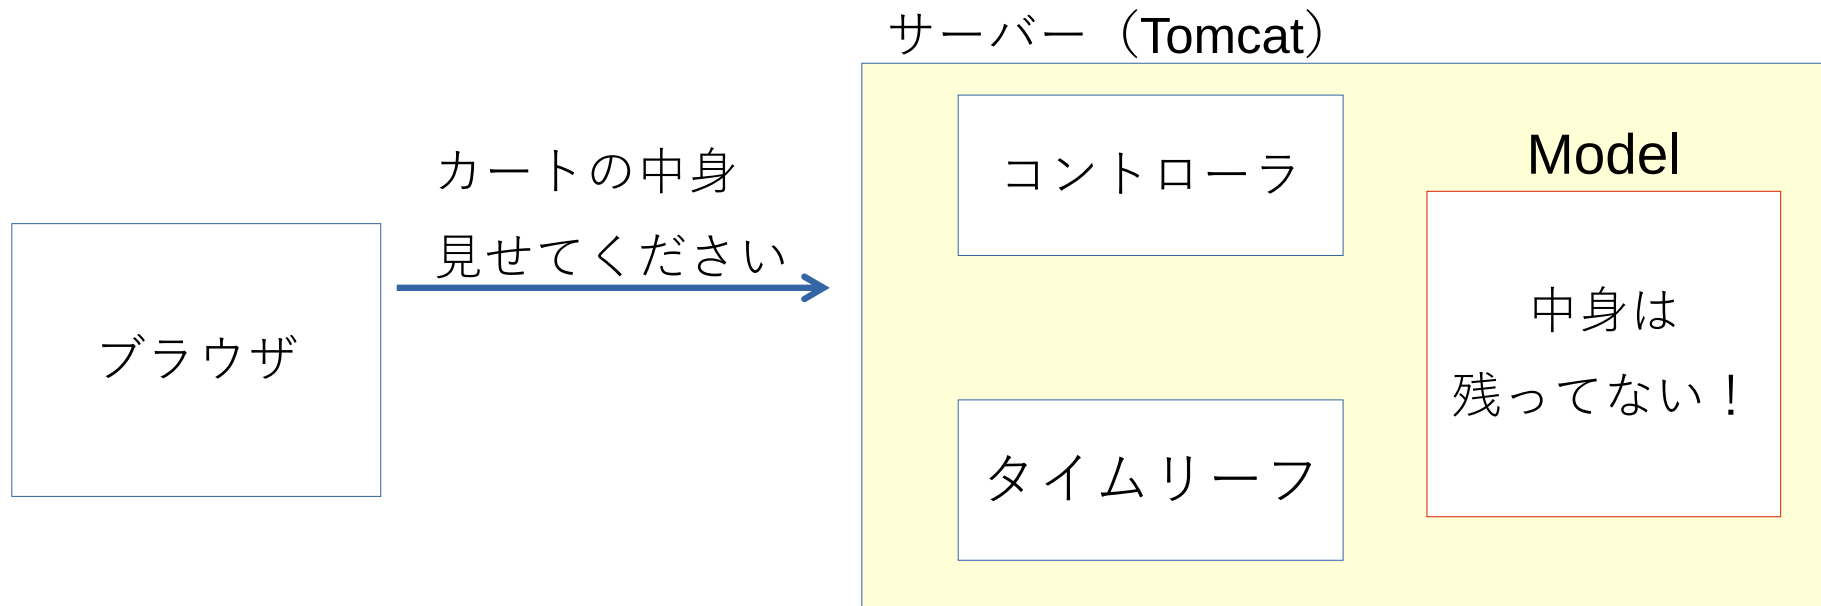 サーバー（Tomcat）
カートの中身
見せてください
ブラウザ
コントローラ
Model
中身は
残ってない！
タイムリーフ